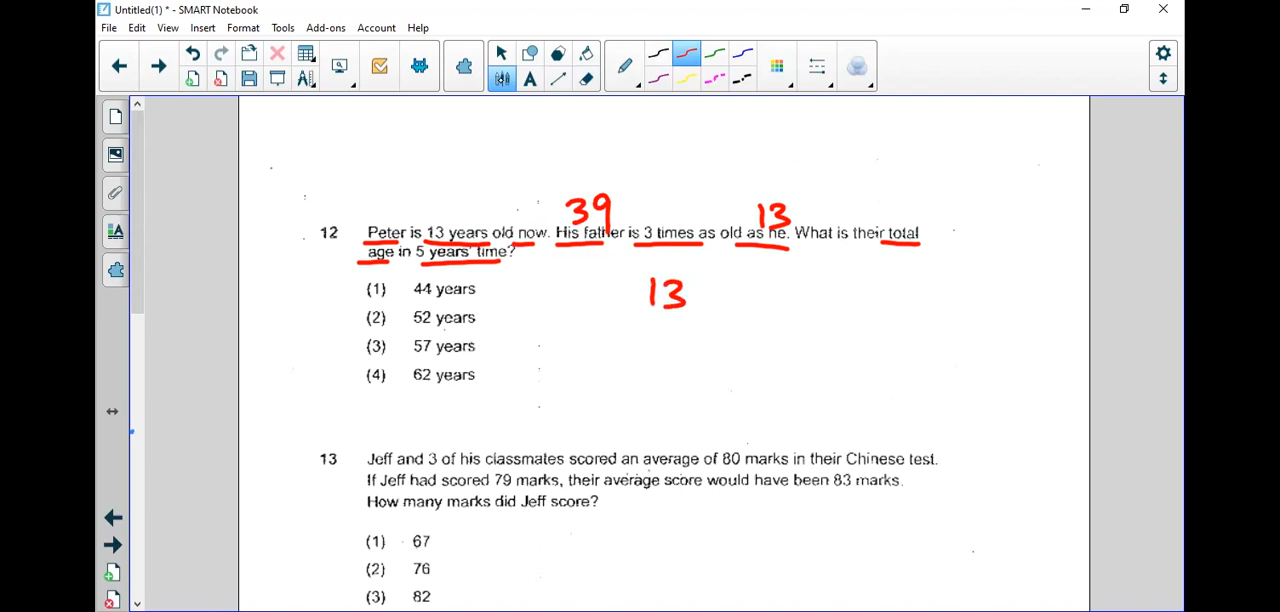 Untitled(1) * - SMART Notebook
File Edit View Insert Format Tools Add-ons Account Help
39
13
12 Peter is 13 years old now. His father is 3 times as old as he. What is their total
age in 5 years' time?
13
(1) 44 years
(2) 52 years
(3) 57 years
(4) 62 years
13 Jeff and 3 of his classmates scored an average of 80 marks in their Chinese test.
If Jeff had scored 79 marks, their average score would have been 83 marks.
How many marks did Jeff score?
(1) 67
(2) 76
(3) 82